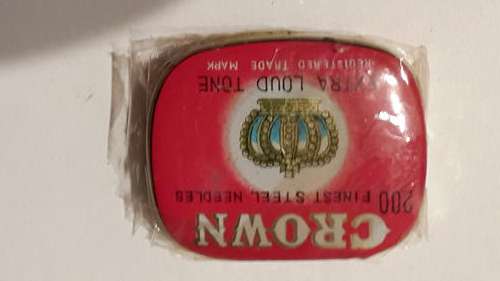 CROWN
200 FINEST STEEL NEEDLES
EXTRA LOUD TONE
REGISTERED TRADE MARK